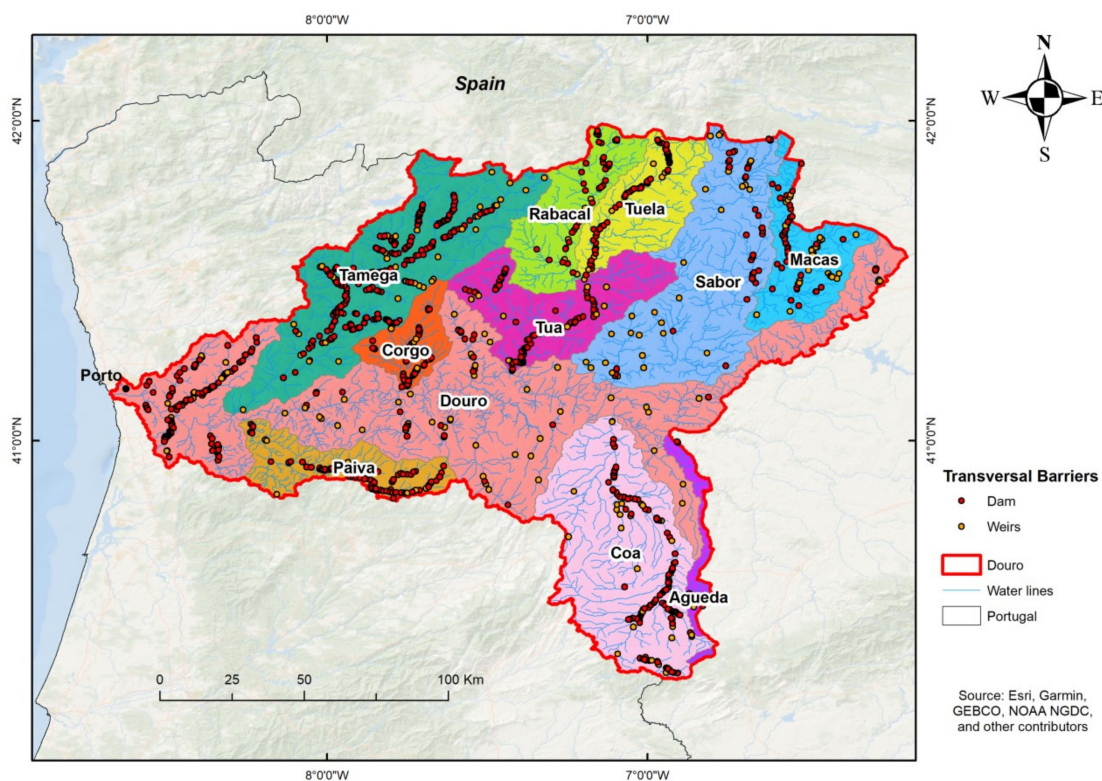 8°0'0"W 7°0'0"W
N
W E
S
Spain
42°0'0"N 42°0'0"N
Rabacal
Tuela
Macas
Tamega
Sabor
Tua
Corgo
Porto
Douro
41°0'0"N 41°0'0"N
Paiva
Coa
Agueda
0 25 50 100 Km
8°0'0"W 7°0'0"W
Transversal Barriers
Dam
Weirs
Douro
Water lines
Portugal
Source: Esri, Garmin,
GEBCO, NOAA NGDC,
and other contributors